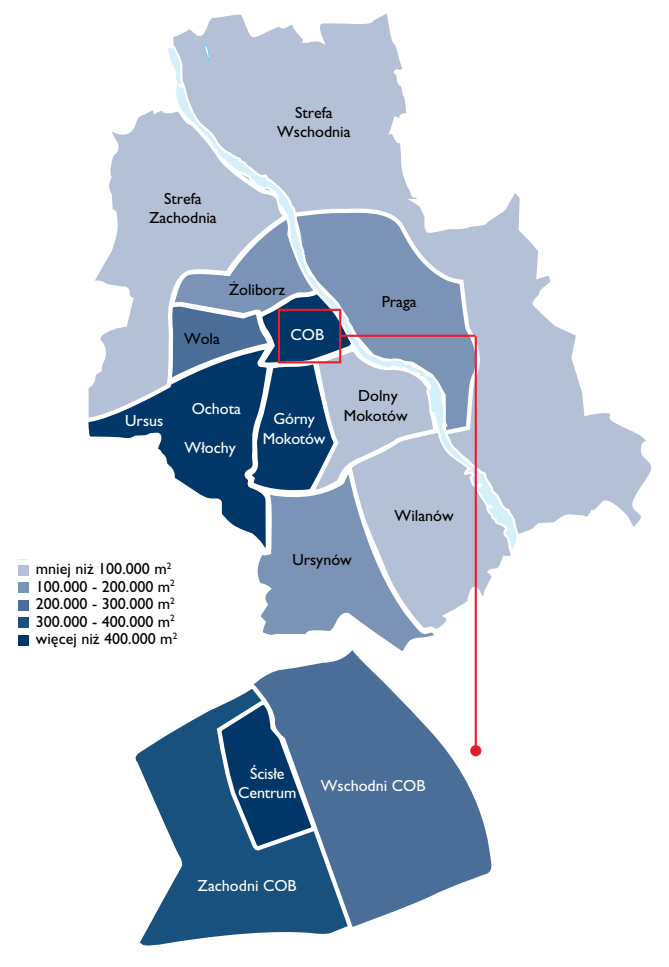 Strefa
Wschodnia
Strefa
Zachodnia
Żoliborz
Praga
Wola
COB
Dolny
Mokotów
Ursus
Ochota
Włochy
Górny
Mokotów
Wilanów
Ursynów
mniej niż 100.000 m²
100.000 - 200.000 m²
200.000 - 300.000 m²
300.000 - 400.000 m²
więcej niż 400.000 m²
Ścisłe
Centrum
Wschodni COB
Zachodni COB